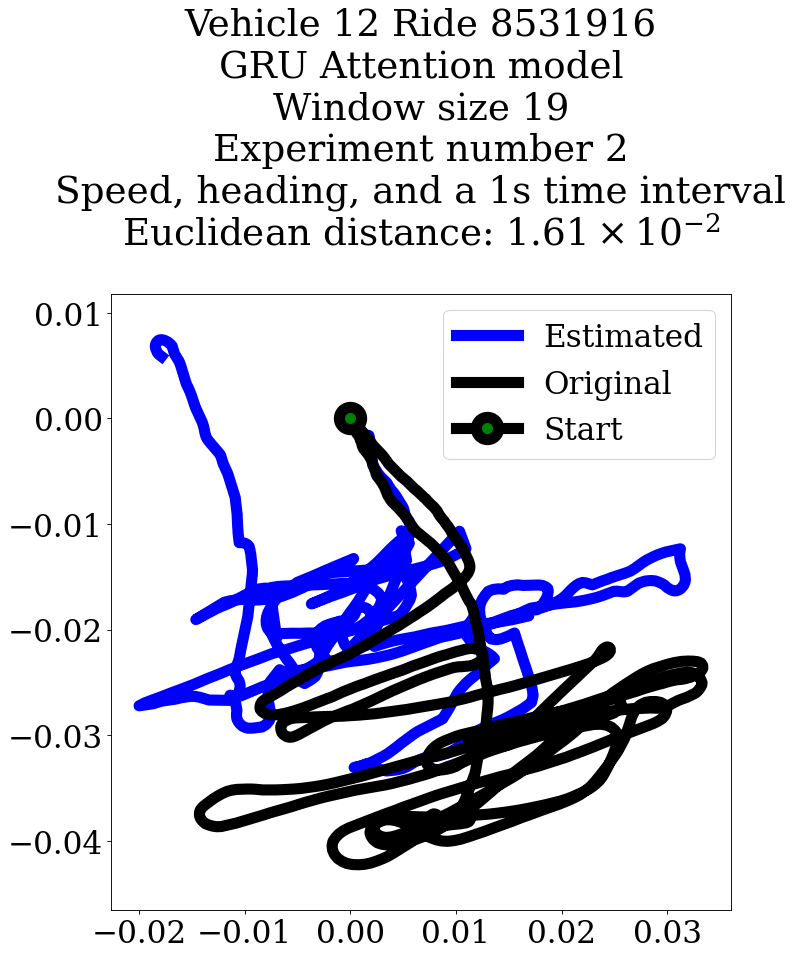 Vehicle 12 Ride 8531916
GRU Attention model
Window size 19
Experiment number 2
Speed, heading, and a 1s time interval
Euclidean distance: 1.61 × 10⁻²
Estimated
Original
Start
0.01
0.00
−0.01
−0.02
−0.03
−0.04
−0.02 −0.01 0.00 0.01 0.02 0.03